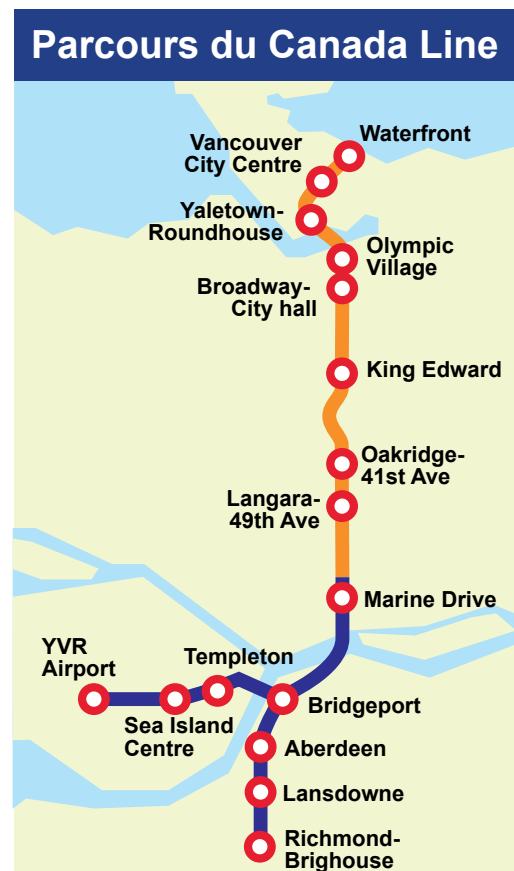 Parcours du Canada Line
Waterfront
Vancouver
City Centre
Yaletown-
Roundhouse
Olympic
Village
Broadway-
City hall
King Edward
Oakridge-
41st Ave
Langara-
49th Ave
Marine Drive
YVR
Airport
Templeton
Sea Island
Centre
Bridgeport
Aberdeen
Lansdowne
Richmond-
Brighouse